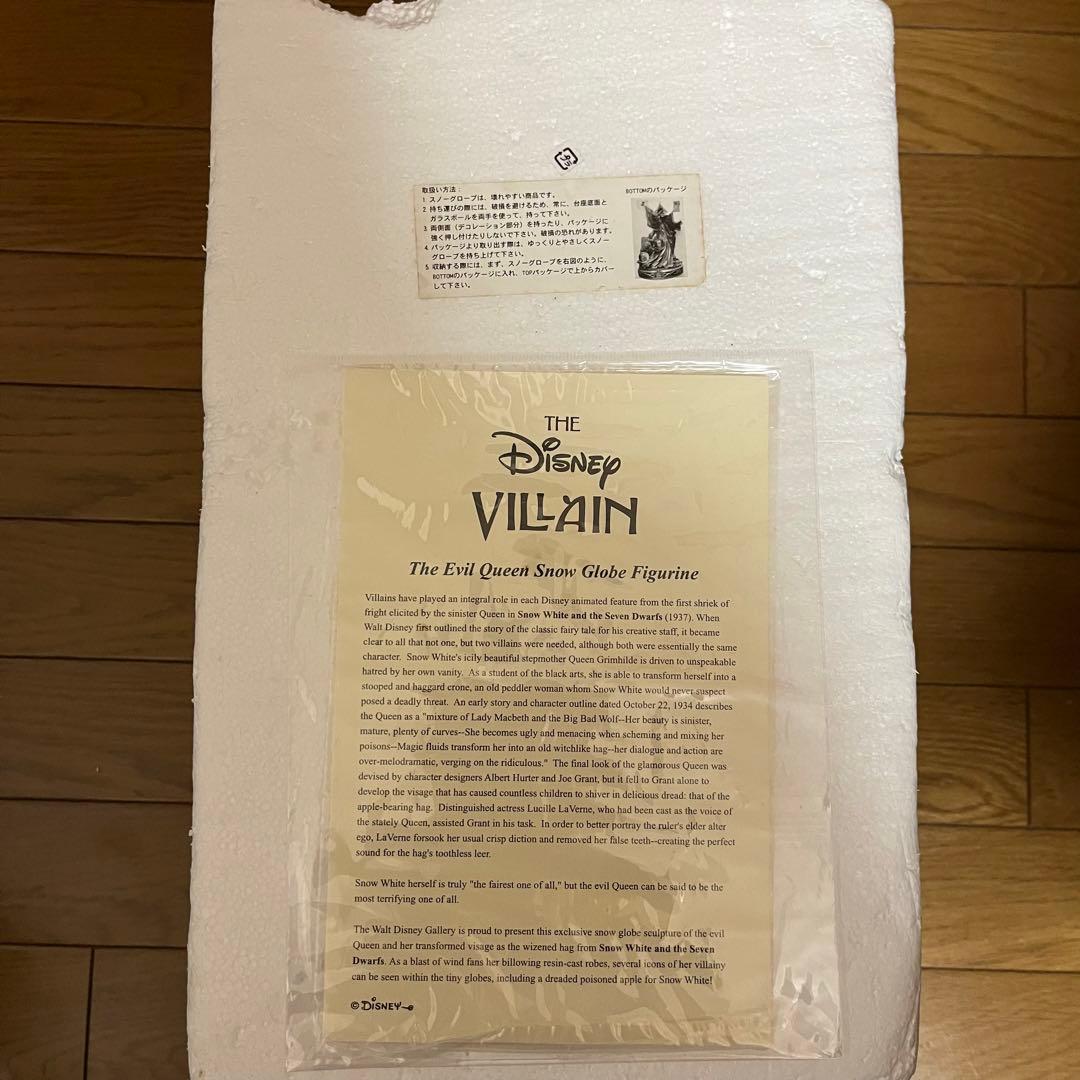 取扱い方法：
1. スノーグローブは、壊れやすい商品です。
2. 持ち運びの際には、破損を避けるため、常に、台座底面と
ガラスボールを両手を使って、持って下さい。
3. 両側面（デコレーション部分）を持ったり、パッケージに
強く押し付けたりしないで下さい。破損の恐れがあります。
4. パッケージより取り出す際は、ゆっくりとやさしくスノー
グローブを持ち上げて下さい。
5. 収納する際には、まず、スノーグローブを右図のように、
BOTTOMのパッケージに入れ、TOPパッケージで上からカバー
して下さい。
BOTTOMのパッケージ
THE
Disney
VILLAIN
The Evil Queen Snow Globe Figurine
Villains have played an integral role in each Disney animated feature from the first shriek of
fright elicited by the sinister Queen in Snow White and the Seven Dwarfs (1937). When
Walt Disney first outlined the story of the classic fairy tale for his creative staff, it became
clear to all that not one, but two villains were needed, although both were essentially the same
character. Snow White's icily beautiful stepmother Queen Grimhilde is driven to unspeakable
hatred by her own vanity. As a student of the black arts, she is able to transform herself into a
stooped and haggard crone, an old peddler woman whom Snow White would never suspect
posed a deadly threat. An early story and character outline dated October 22, 1934 describes
the Queen as a "mixture of Lady Macbeth and the Big Bad Wolf--Her beauty is sinister,
mature, plenty of curves--She becomes ugly and menacing when scheming and mixing her
poisons--Magic fluids transform her into an old witchlike hag--her dialogue and action are
over-melodramatic, verging on the ridiculous." The final look of the glamorous Queen was
devised by character designers Albert Hurter and Joe Grant, but it fell to Grant alone to
develop the visage that has caused countless children to shiver in delicious dread: that of the
apple-bearing hag. Distinguished actress Lucille LaVerne, who had been cast as the voice of
the stately Queen, assisted Grant in his task. In order to better portray the ruler's elder alter
ego, LaVerne forsook her usual crisp diction and removed her false teeth--creating the perfect
sound for the hag's toothless leer.
Snow White herself is truly "the fairest one of all," but the evil Queen can be said to be the
most terrifying one of all.
The Walt Disney Gallery is proud to present this exclusive snow globe sculpture of the evil
Queen and her transformed visage as the wizened hag from Snow White and the Seven
Dwarfs. As a blast of wind fans her billowing resin-cast robes, several icons of her villainy
can be seen within the tiny globes, including a dreaded poisoned apple for Snow White!
© Disney